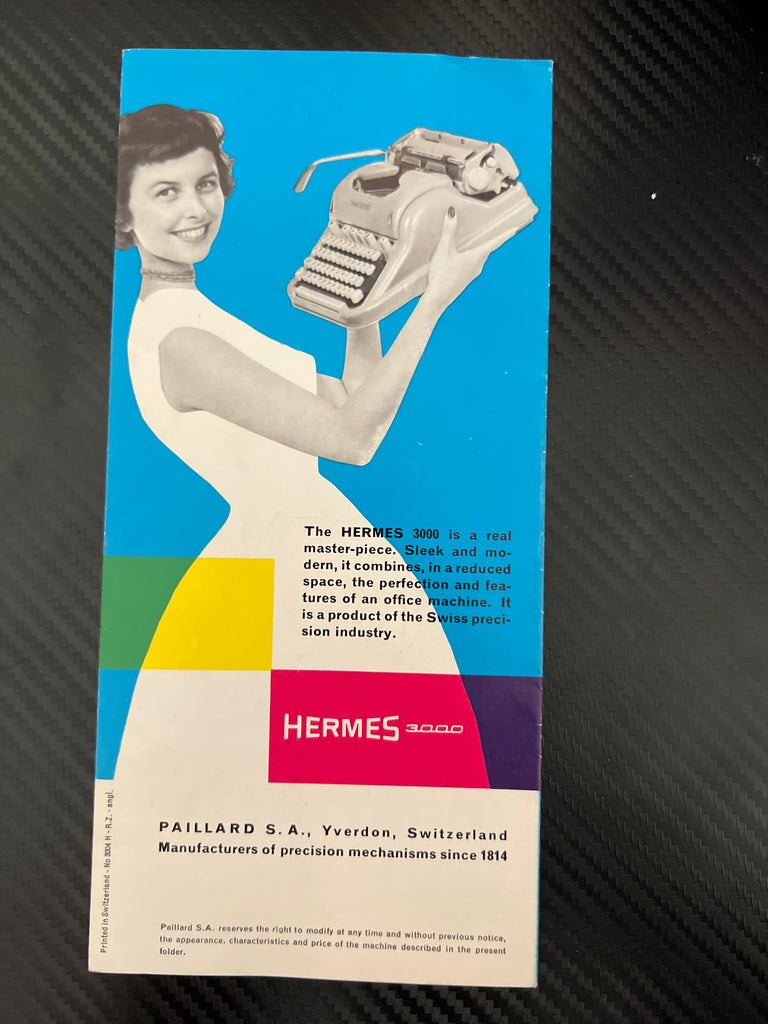 The HERMES 3000 is a real
master-piece. Sleek and mo-
dern, it combines, in a reduced
space, the perfection and fea-
tures of an office machine. It
is a product of the Swiss preci-
sion industry.
HERMES 3000
PAILLARD S.A., Yverdon, Switzerland
Manufacturers of precision mechanisms since 1814
Paillard S.A. reserves the right to modify at any time and without previous notice,
the appearance, characteristics and price of the machine described in the present
folder.
Printed in Switzerland - No 3004 H - R.Z. - angl.